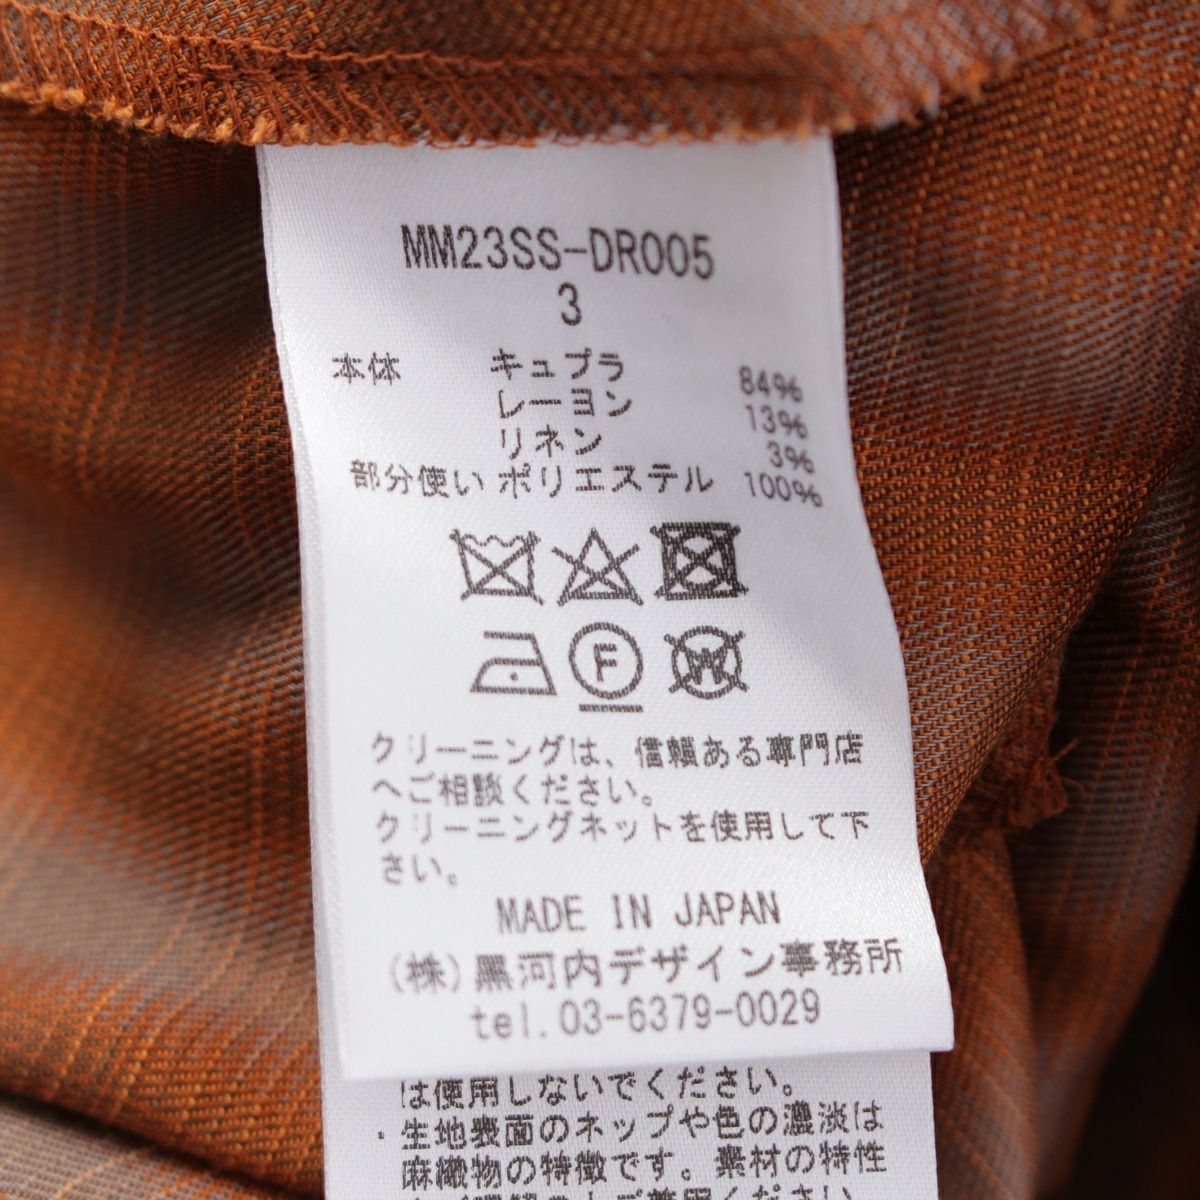 MM23SS-DR005
3
本体 キュプラ 84%
レーヨン 13%
リネン 3%
部分使い ポリエステル 100%
F
W
クリーニングは、信頼ある専門店
へご相談ください。
クリーニングネットを使用して下
さい。
MADE IN JAPAN
(株)黒河内デザイン事務所
tel.03-6379-0029
は使用しないでください。
・生地表面のネップや色の濃淡は
麻織物の特徴です。素材の特性